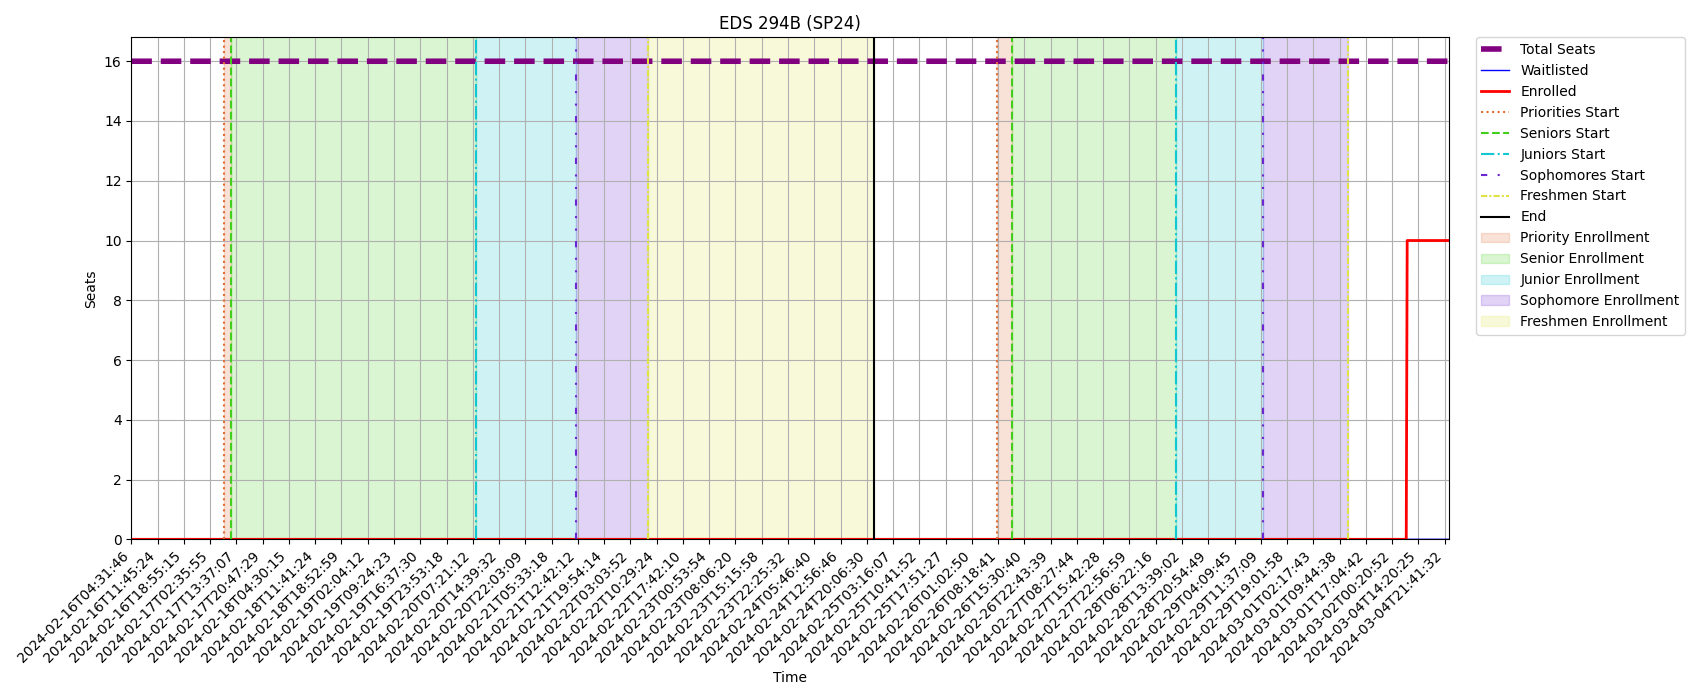 EDS 294B (SP24)
Seats
16
14
12
10
8
6
4
2
0
2024-02-16T04:31:46
2024-02-16T11:45:24
2024-02-16T18:55:15
2024-02-17T02:35:55
2024-02-17T13:37:07
2024-02-17T20:47:29
2024-02-18T04:30:15
2024-02-18T11:41:24
2024-02-18T18:52:59
2024-02-19T02:04:12
2024-02-19T09:24:23
2024-02-19T16:37:30
2024-02-19T23:53:18
2024-02-20T07:21:12
2024-02-20T14:39:32
2024-02-20T22:03:09
2024-02-21T05:33:18
2024-02-21T12:42:12
2024-02-21T19:54:14
2024-02-22T03:03:52
2024-02-22T10:29:24
2024-02-22T17:42:10
2024-02-23T00:53:54
2024-02-23T08:06:20
2024-02-23T15:15:58
2024-02-23T22:25:32
2024-02-24T05:46:40
2024-02-24T12:56:46
2024-02-24T20:06:30
2024-02-25T03:16:07
2024-02-25T10:41:52
2024-02-25T17:51:27
2024-02-26T01:02:50
2024-02-26T08:18:41
2024-02-26T15:30:40
2024-02-26T22:43:39
2024-02-27T08:27:44
2024-02-27T15:42:28
2024-02-27T22:56:59
2024-02-28T06:22:16
2024-02-28T13:39:02
2024-02-28T20:54:49
2024-02-29T04:09:45
2024-02-29T11:37:09
2024-02-29T19:01:58
2024-03-01T02:17:43
2024-03-01T09:44:38
2024-03-01T17:04:42
2024-03-02T00:20:52
2024-03-04T14:20:25
2024-03-04T21:41:32
Time
Total Seats
Waitlisted
Enrolled
Priorities Start
Seniors Start
Juniors Start
Sophomores Start
Freshmen Start
End
Priority Enrollment
Senior Enrollment
Junior Enrollment
Sophomore Enrollment
Freshmen Enrollment